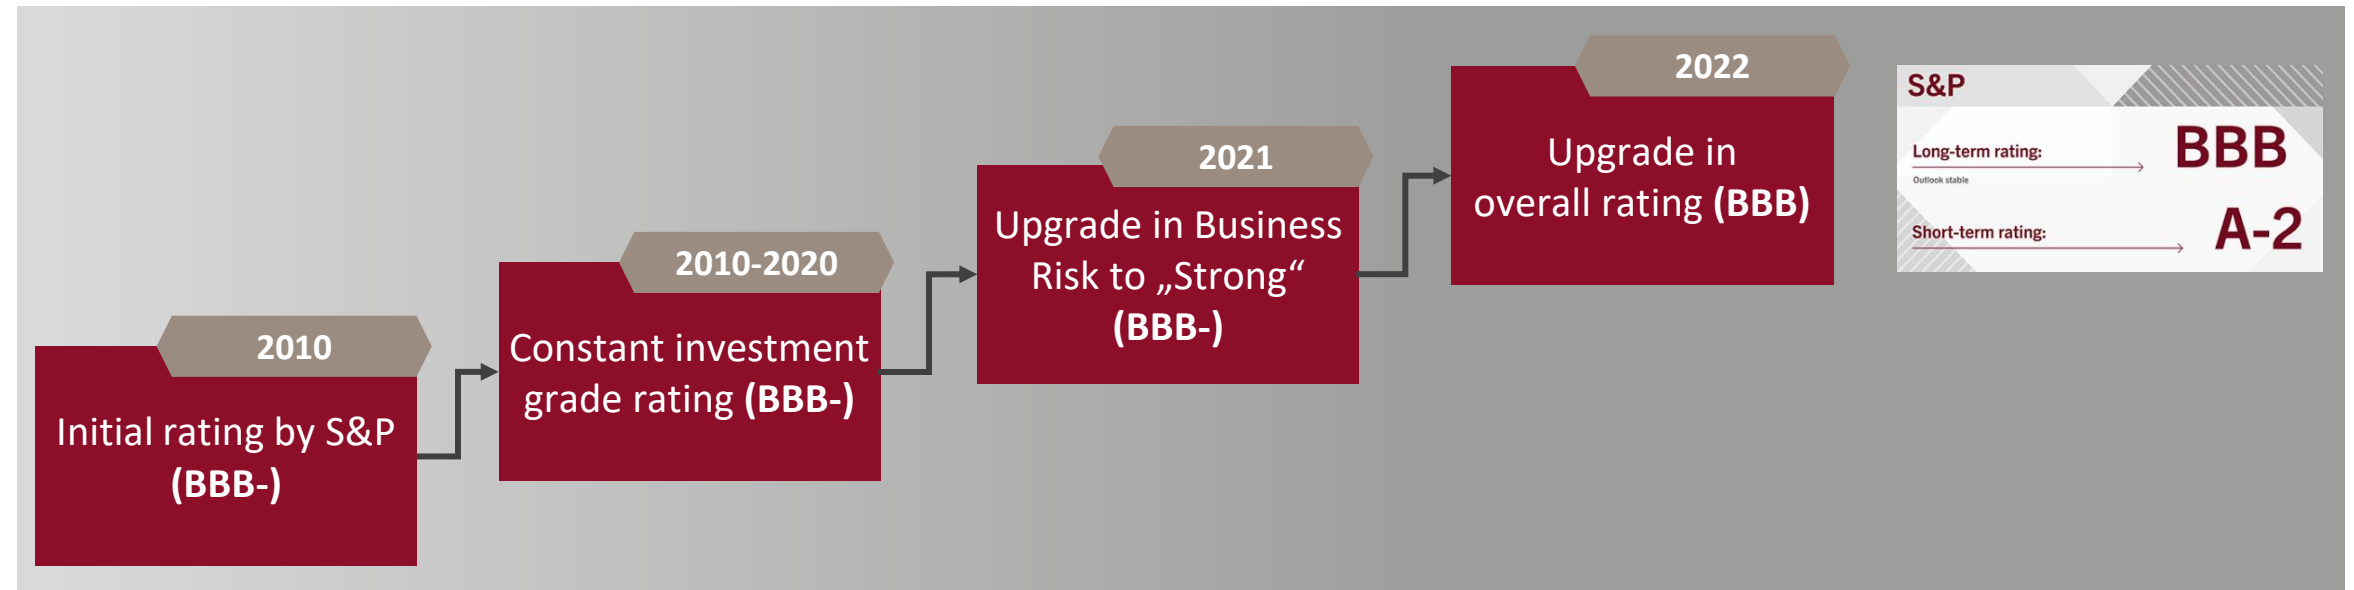 2010
Initial rating by S&P
(BBB-)
2010-2020
Constant investment
grade rating (BBB-)
2021
Upgrade in Business
Risk to „Strong“
(BBB-)
2022
Upgrade in
overall rating (BBB)
S&P
Long-term rating:
BBB
Outlook stable
Short-term rating:
A-2